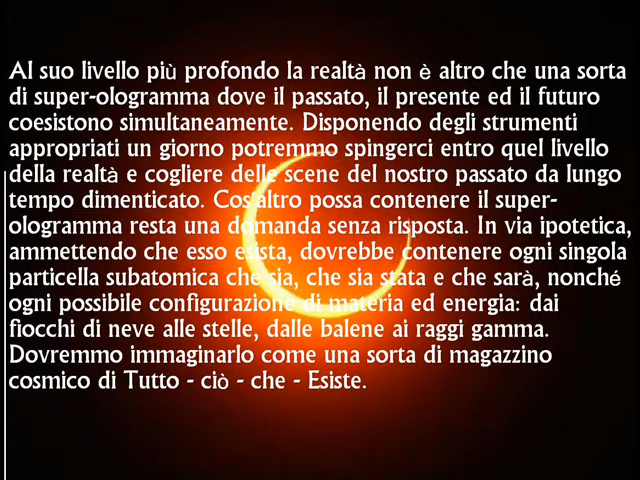 Al suo livello più profondo la realtà non è altro che una sorta
di super-ologramma dove il passato, il presente ed il futuro
coesistono simultaneamente. Disponendo degli strumenti
appropriati un giorno potremmo spingerci entro quel livello
della realtà e cogliere delle scene del nostro passato da lungo
tempo dimenticato. Cos'altro possa contenere il super-
ologramma resta una domanda senza risposta. In via ipotetica,
ammettendo che esso esista, dovrebbe contenere ogni singola
particella subatomica che sia, che sia stata e che sarà, nonché
ogni possibile configurazione di materia ed energia: dai
fiocchi di neve alle stelle, dalle balene ai raggi gamma.
Dovremmo immaginarlo come una sorta di magazzino
cosmico di Tutto - ciò - che - Esiste.